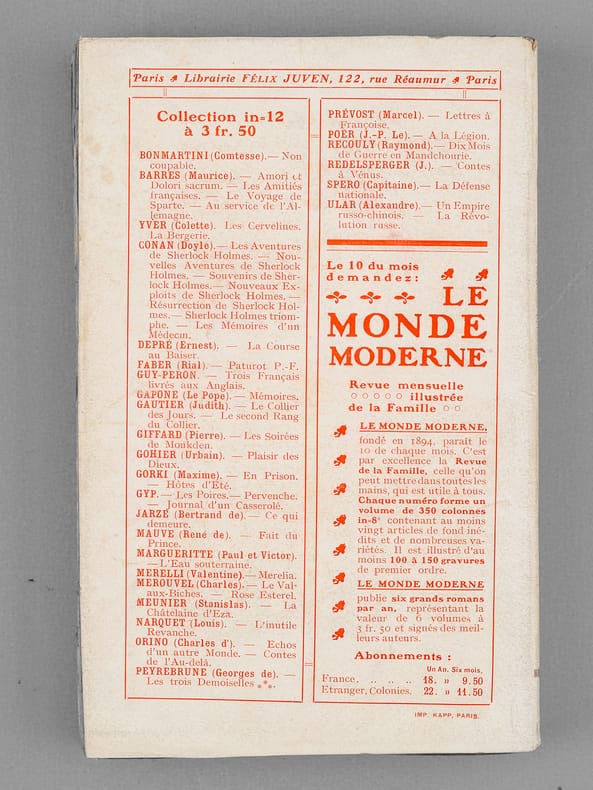 Paris Librairie FÉLIX JUVEN, 122, rue Réaumur Paris
Collection in=12
à 3 fr. 50
BONMARTINI (Comtesse). — Non
coupable.
BARRÈS (Maurice). — Amori et
Dolori sacrum. — Les Amitiés
françaises. — Le Voyage de
Sparte. — Au service de l'Al-
lemagne.
YVER (Colette). Les Cervelines.
La Bergerie.
CONAN (Doyle). — Les Aventures
de Sherlock Holmes. — Nou-
velles Aventures de Sherlock
Holmes. — Souvenirs de Sher-
lock Holmes. — Nouveaux Ex-
ploits de Sherlock Holmes. —
Résurrection de Sherlock Hol-
mes. — Sherlock Holmes triom-
phe. — Les Mémoires d'un
Médecin.
DEPRÉ (Ernest). — La Course
au Baiser.
FABER (Rial). — Paturot P.-F.
GUY-PERON. — Trois Français
livrés aux Anglais.
GAPONE (Le Pope). — Mémoires.
GAUTIER (Judith). — Le Collier
des Jours. — Le second Rang
du Collier.
GIFFARD (Pierre). — Les Soirées
de Moukden.
GOHIER (Urbain). — Plaisir des
Dieux.
GORKI (Maxime). — En Prison.
— Hôtes d'Été.
GYP. — Les Poires. — Pervenche.
— Journal d'un Casserolé.
JARZÉ (Bertrand de). — Ce qui
demeure.
MAUVE (René de). — Fait du
Prince.
MARGUERITTE (Paul et Victor).
— L'Eau souterraine.
MERELLI (Valentine). — Merelia.
MEROUVEL (Charles). — Le Val-
aux-Biches. — Rose Esterel.
MEUNIER (Stanislas). — La
Châtelaine d'Eza.
NARQUET (Louis). — L'inutile
Revanche.
ORINO (Charles d'). — Echos
d'un autre Monde. — Contes
de l'Au-delà.
PEYREBRUNE (Georges de). —
Les trois Demoiselles ***.
PRÉVOST (Marcel). — Lettres à
Françoise.
POËR (J.-P. Le). — A la Légion.
RECOULY (Raymond). — Dix Mois
de Guerre en Mandchourie.
REDELSPERGER (J.). — Contes
à Vénus.
SPERO (Capitaine). — La Défense
nationale.
ULAR (Alexandre). — Un Empire
russo-chinois. — La Révo-
lution russe.
Le 10 du mois
demandez :
LE
MONDE
MODERNE
Revue mensuelle
illustrée
de la Famille
LE MONDE MODERNE,
fondé en 1894, paraît le
10 de chaque mois. C'est
par excellence la Revue
de la Famille, celle qu'on
peut mettre dans toutes les
mains, qui est utile à tous.
Chaque numéro forme un
volume de 350 colonnes
in-8° contenant au moins
vingt articles de fond iné-
dits et de nombreuses va-
riétés. Il est illustré d'au
moins 100 à 150 gravures
de premier ordre.
LE MONDE MODERNE
publie six grands romans
par an, représentant la
valeur de 6 volumes à
3 fr. 50 et signés des meil-
leurs auteurs.
Abonnements :
Un An. Six mois.
France. .. .. .. 18. » 9.50
Etranger, Colonies. 22. » 11.50
IMP. KAPP, PARIS.